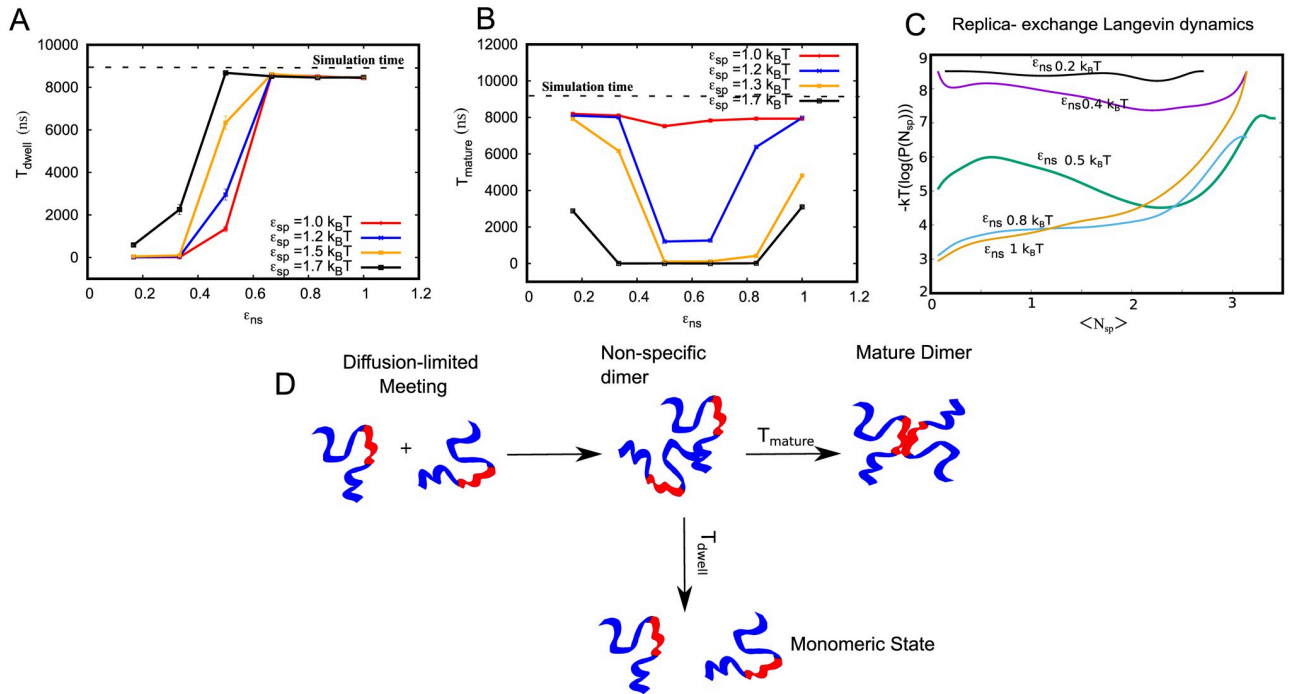 A
10000
8000
6000
4000
2000
0
T_dwell (ns)
Simulation time
ε_sp =1.0 k_BT
ε_sp =1.2 k_BT
ε_sp =1.5 k_BT
ε_sp =1.7 k_BT
0 0.2 0.4 0.6 0.8 1 1.2
ε_ns
B
12000
10000
8000
6000
4000
2000
0
T_mature (ns)
ε_sp =1.0 k_BT
ε_sp =1.2 k_BT
ε_sp =1.3 k_BT
ε_sp =1.7 k_BT
Simulation time
0 0.2 0.4 0.6 0.8 1 1.2
ε_ns
C
Replica- exchange Langevin dynamics
9
8
7
6
5
4
3
2
-kT(log(P(N_sp)))
ε_ns 0.2 k_BT
ε_ns 0.4 k_BT
ε_ns 0.5 k_BT
ε_ns 0.8 k_BT
ε_ns 1 k_BT
0 1 2 3
<N_sp>
D
Diffusion-limited
Meeting
Non-specific
dimer
Mature Dimer
+
T_mature
T_dwell
Monomeric State